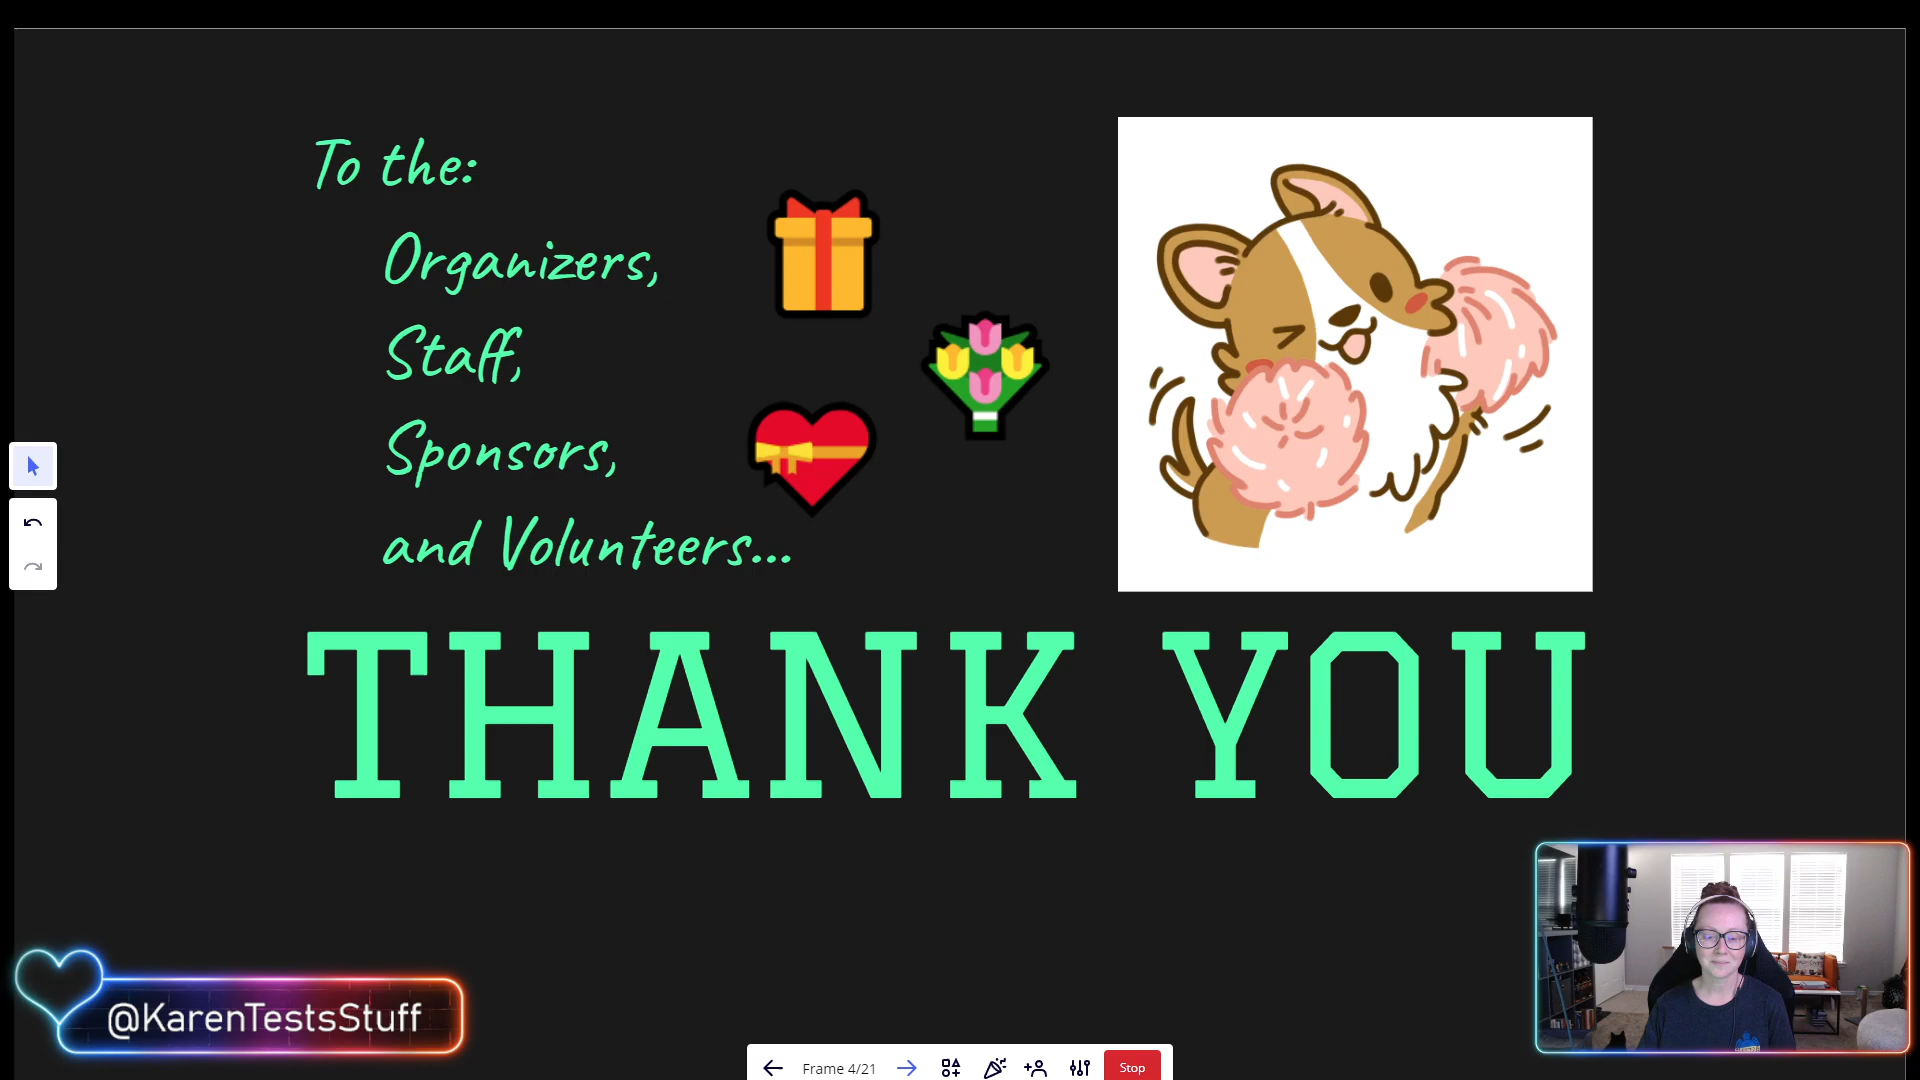 To the:
Organizers,
Staff,
Sponsors,
and Volunteers...
THANK YOU
@KarenTestsStuff
Frame 4/21
Stop